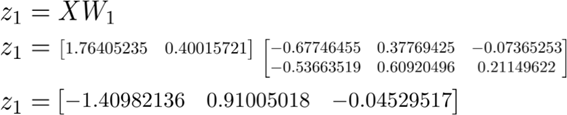 z₁ = XW₁
z₁ = [1.76405235 0.40015721] [−0.67746455 0.37769425 −0.07365253
−0.53663519 0.60920496 0.21149622]
z₁ = [−1.40982136 0.91005018 −0.04529517]